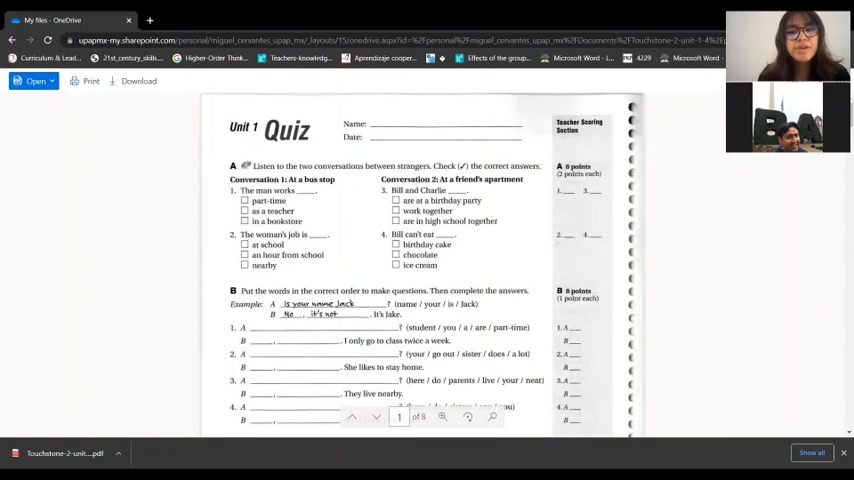 My files - OneDrive
upapmx-my.sharepoint.com/personal/miguel_cervantes_upap_mx/_layouts/15/onedrive.aspx?id=%2Fpersonal%2Fmiguel_cervantes_upap_mx%2FDocuments%2FTouchstone-2-unit-1-4%2E
Curriculum & Lead... 21st_century_skills.... Higher-Order Think... Teachers-knowledg... Aprendizaje cooper... Effects of the group... Microsoft Word - L... 4229 Microsoft Word -
Open Print Download
Unit 1 Quiz
Name:
Date:
Teacher Scoring
Section
A Listen to the two conversations between strangers. Check (✓) the correct answers.
A 8 points
(2 points each)
Conversation 1: At a bus stop
1. The man works ____.
part-time
as a teacher
in a bookstore
2. The woman's job is ____.
at school
an hour from school
nearby
Conversation 2: At a friend's apartment
3. Bill and Charlie ____.
are at a birthday party
work together
are in high school together
4. Bill can't eat ____.
birthday cake
chocolate
ice cream
1.___ 3.___
2.___ 4.___
B Put the words in the correct order to make questions. Then complete the answers.
B 8 points
(1 point each)
Example: A is your name Jack ? (name / your / is / Jack)
B No , it's not . It's Jake.
1. A ? (student / you / a / are / part-time)
B , . I only go to class twice a week.
2. A ? (your / go out / sister / does / a lot)
B , . She likes to stay home.
3. A ? (here / do / parents / live / your / near)
B , . They live nearby.
4. A
B
1. A
B
2. A
B
3. A
B
4. A
B
1 of 8
Touchstone-2-unit....pdf
Show all
BA